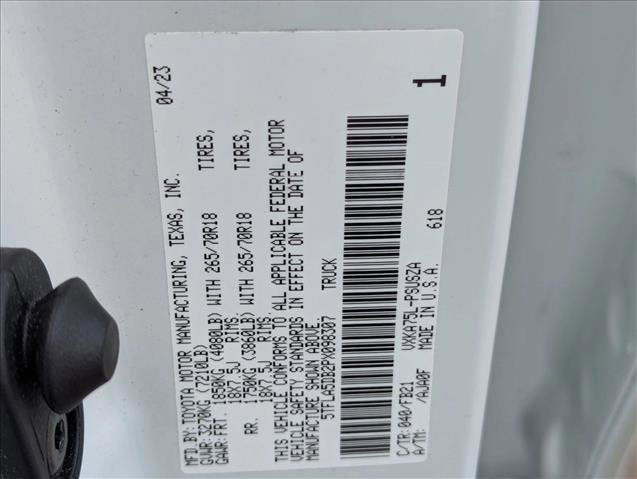 MFD. BY: TOYOTA MOTOR MANUFACTURING, TEXAS, INC. 04/23
GVWR: 3270KG (7210LB)
GAWR: FRT. 1850KG (4080LB) WITH 265/70R18 TIRES,
18X7.5J RIMS.
RR. 1750KG (3860LB) WITH 265/70R18 TIRES,
18X7.5J RIMS.
THIS VEHICLE CONFORMS TO ALL APPLICABLE FEDERAL MOTOR
VEHICLE SAFETY STANDARDS IN EFFECT ON THE DATE OF
MANUFACTURE SHOWN ABOVE.
5TFLA5DB2PX098307 TRUCK
C/TR: 040/FB21 VXKA75L-PSUSZA 618 1
A/TM: /AJA0F MADE IN U.S.A.